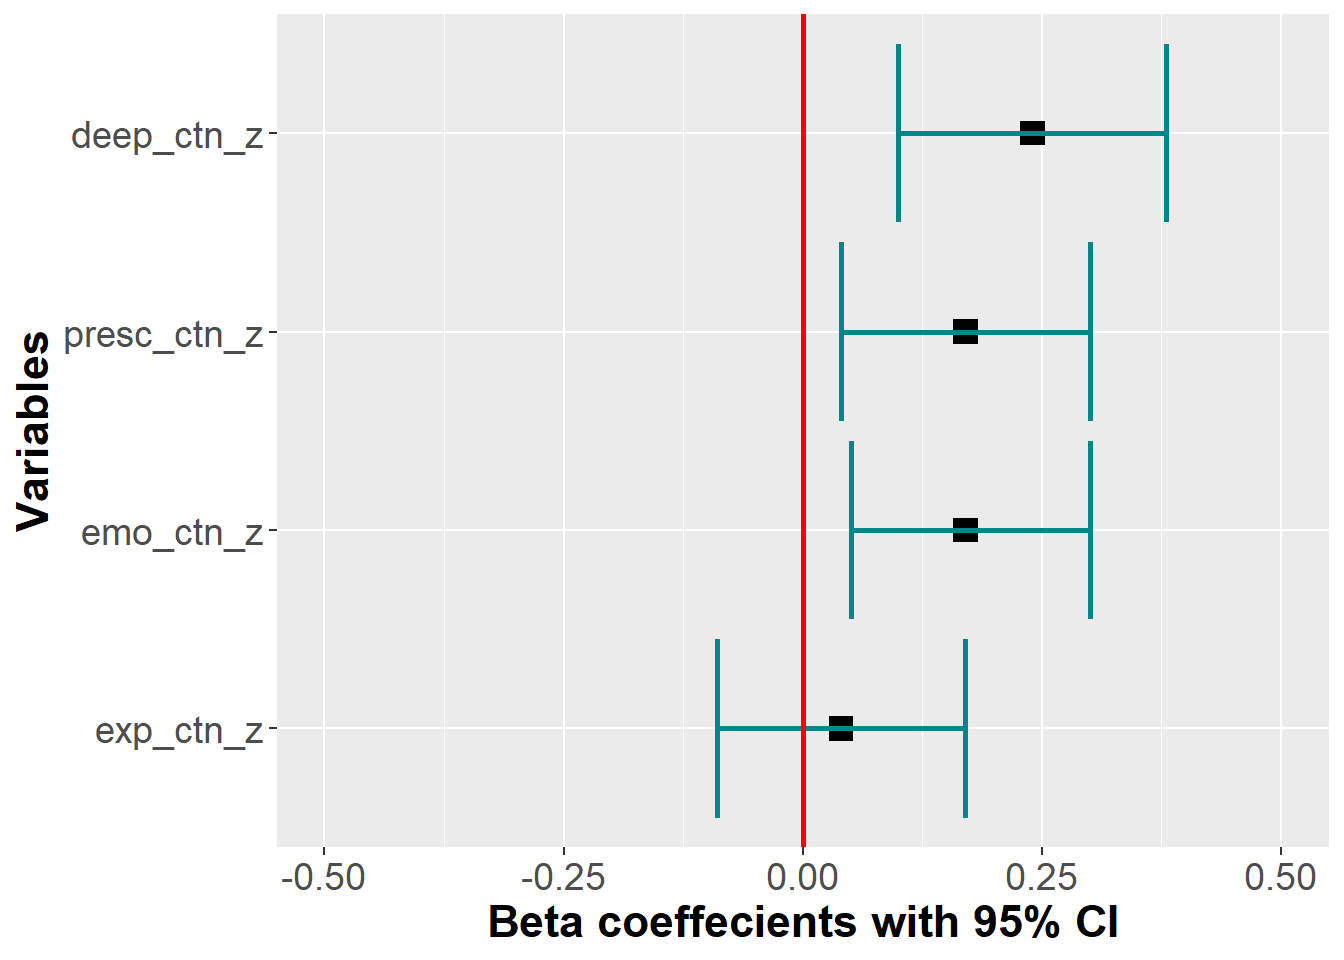 Variables
deep_ctn_z
presc_ctn_z
emo_ctn_z
exp_ctn_z
-0.50 -0.25 0.00 0.25 0.50
Beta coeffecients with 95% CI